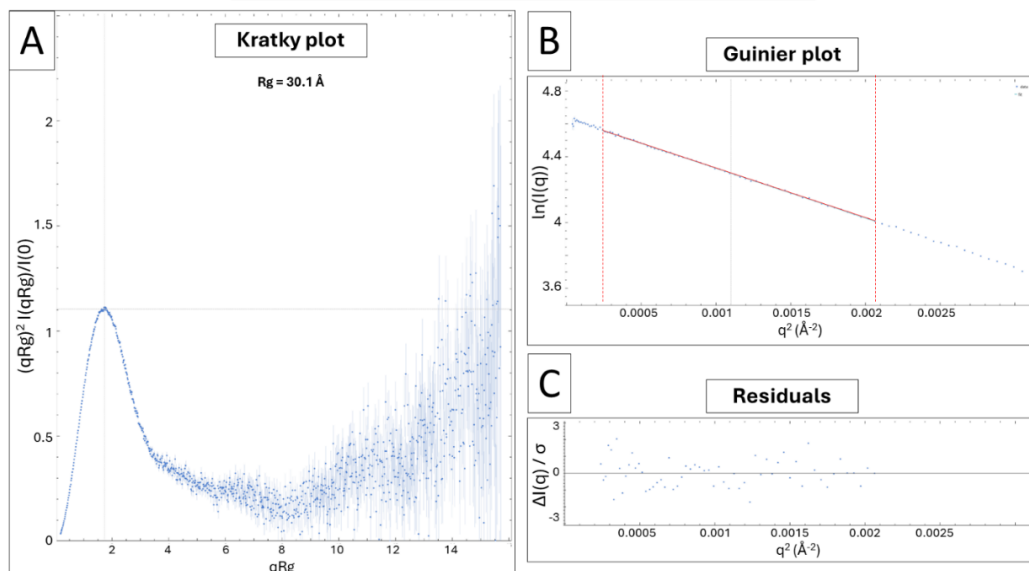 A
Kratky plot
Rg = 30.1 Å
(qRg)² I(qRg)/I(0)
2
1.5
1
0.5
0
2
4
6
8
10
12
14
qRg
B
Guinier plot
ln(I(q))
4.8
4.4
4
3.6
0.0005
0.001
0.0015
0.002
0.0025
q² (Å⁻²)
C
Residuals
ΔI(q) / σ
3
0
-3
0.0005
0.001
0.0015
0.002
0.0025
q² (Å⁻²)